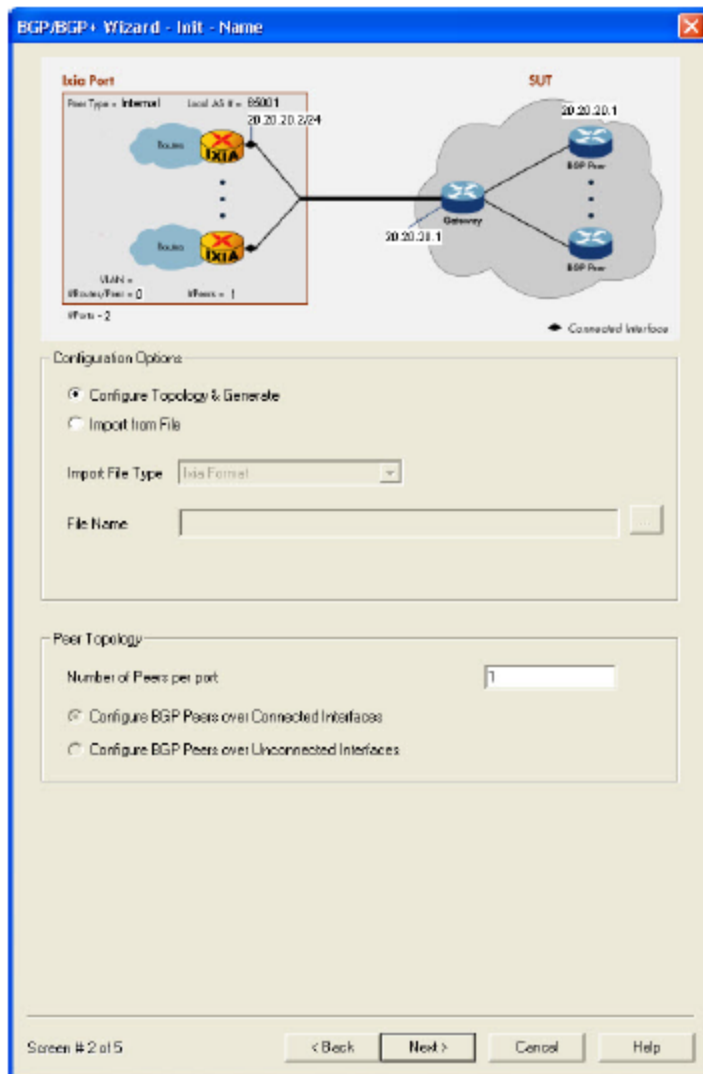 BGP/BGP+ Wizard - Init - Name
Ixia Port
SUT
Peer Type = Internal Local AS # = 65001
20.20.20.2/24
20.20.20.1
Routes
IXIA
BGP Peer
Gateway
20.20.20.1
Routes
IXIA
BGP Peer
VLAN =
#Routes/Peer = 0 #Peers = 1
#Ports = 2
Connected Interface
Configuration Options
Configure Topology & Generate
Import from File
Import File Type Ixia Format
File Name ...
Peer Topology
Number of Peers per port 1
Configure BGP Peers over Connected Interfaces
Configure BGP Peers over Unconnected Interfaces
Screen # 2 of 5 < Back Next > Cancel Help